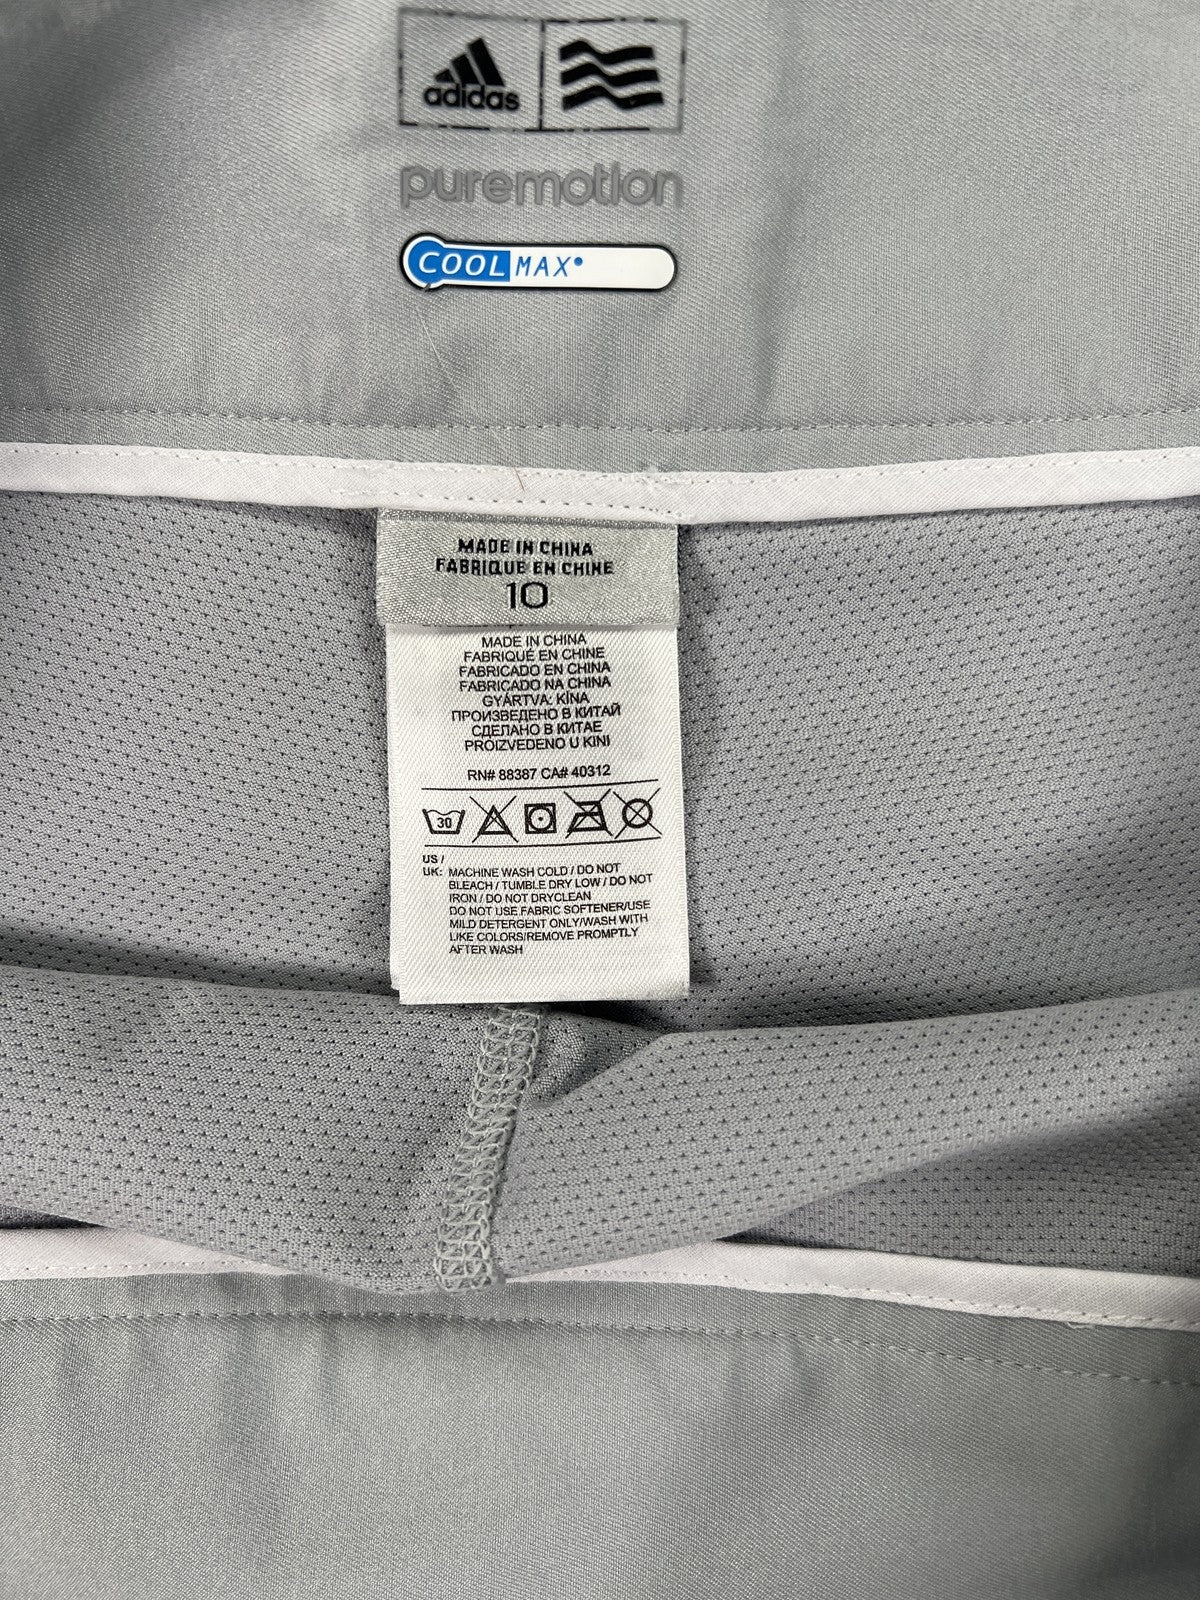 adidas
puremotion
COOLMAX®
MADE IN CHINA
FABRIQUE EN CHINE
10
MADE IN CHINA
FABRIQUÉ EN CHINE
FABRICADO EN CHINA
FABRICADO NA CHINA
GYÁRTVA: KÍNA
ПРОИЗВЕДЕНО В КИТАЙ
СДЕЛАНО В КИТАЕ
PROIZVEDENO U KINI
RN# 88387 CA# 40312
30
US /
UK: MACHINE WASH COLD / DO NOT
BLEACH / TUMBLE DRY LOW / DO NOT
IRON / DO NOT DRYCLEAN
DO NOT USE FABRIC SOFTENER/USE
MILD DETERGENT ONLY/WASH WITH
LIKE COLORS/REMOVE PROMPTLY
AFTER WASH